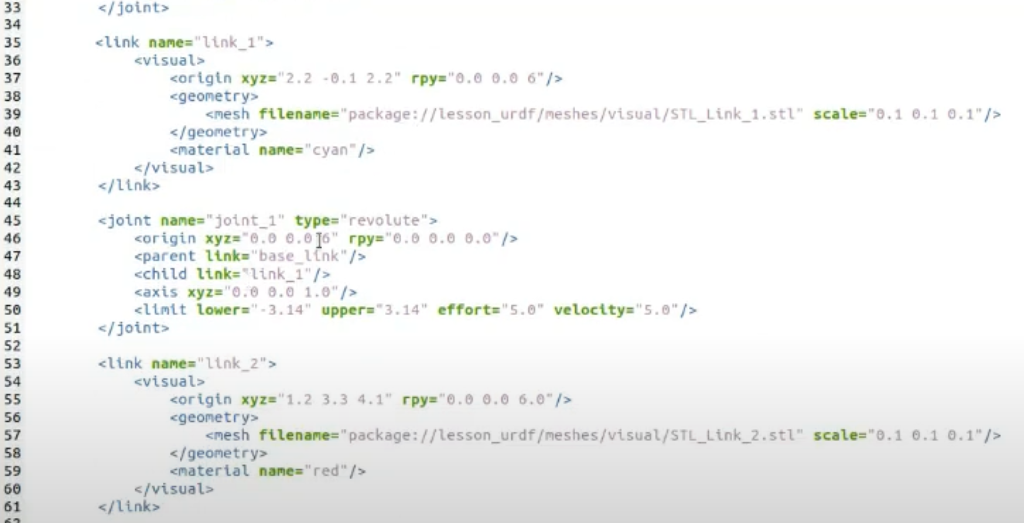 33 </joint>
34
35 <link name="link_1">
36 <visual>
37 <origin xyz="2.2 -0.1 2.2" rpy="0.0 0.0 6"/>
38 <geometry>
39 <mesh filename="package://lesson_urdf/meshes/visual/STL_Link_1.stl" scale="0.1 0.1 0.1"/>
40 </geometry>
41 <material name="cyan"/>
42 </visual>
43 </link>
44
45 <joint name="joint_1" type="revolute">
46 <origin xyz="0.0 0.0 6" rpy="0.0 0.0 0.0"/>
47 <parent link="base_link"/>
48 <child link="link_1"/>
49 <axis xyz="0.0 0.0 1.0"/>
50 <limit lower="-3.14" upper="3.14" effort="5.0" velocity="5.0"/>
51 </joint>
52
53 <link name="link_2">
54 <visual>
55 <origin xyz="1.2 3.3 4.1" rpy="0.0 0.0 6.0"/>
56 <geometry>
57 <mesh filename="package://lesson_urdf/meshes/visual/STL_Link_2.stl" scale="0.1 0.1 0.1"/>
58 </geometry>
59 <material name="red"/>
60 </visual>
61 </link>